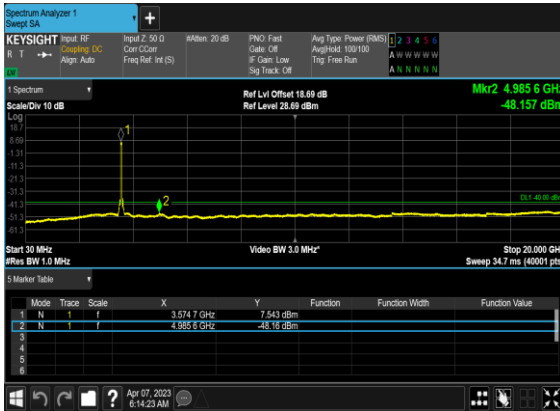 Spectrum Analyzer 1
Swept SA
+
KEYSIGHT Input: RF Input Z: 50 Ω #Atten: 20 dB PNO: Fast Avg Type: Power (RMS) 1 2 3 4 5 6
R T Coupling: DC Corr CCorr Gate: Off Avg|Hold: 100/100 A W W W W W
Align: Auto Freq Ref: Int (S) IF Gain: Low Trig: Free Run
Sig Track: Off A N N N N N
1 Spectrum
Scale/Div 10 dB
Ref Lvl Offset 18.69 dB
Ref Level 28.69 dBm
Mkr2 4.985 6 GHz
-48.157 dBm
Log
18.7
8.69
-1.31
-11.3
-21.3
-31.3
-41.3
-51.3
-61.3
1
2
DL1 -40.00 dBm
Start 30 MHz Video BW 3.0 MHz* Stop 20.000 GHz
#Res BW 1.0 MHz Sweep 34.7 ms (40001 pts)
5 Marker Table
Mode Trace Scale X Y Function Function Width Function Value
1 N 1 f 3.574 7 GHz 7.543 dBm
2 N 1 f 4.985 6 GHz -48.16 dBm
3
4
5
6
? Apr 07, 2023
6:14:23 AM